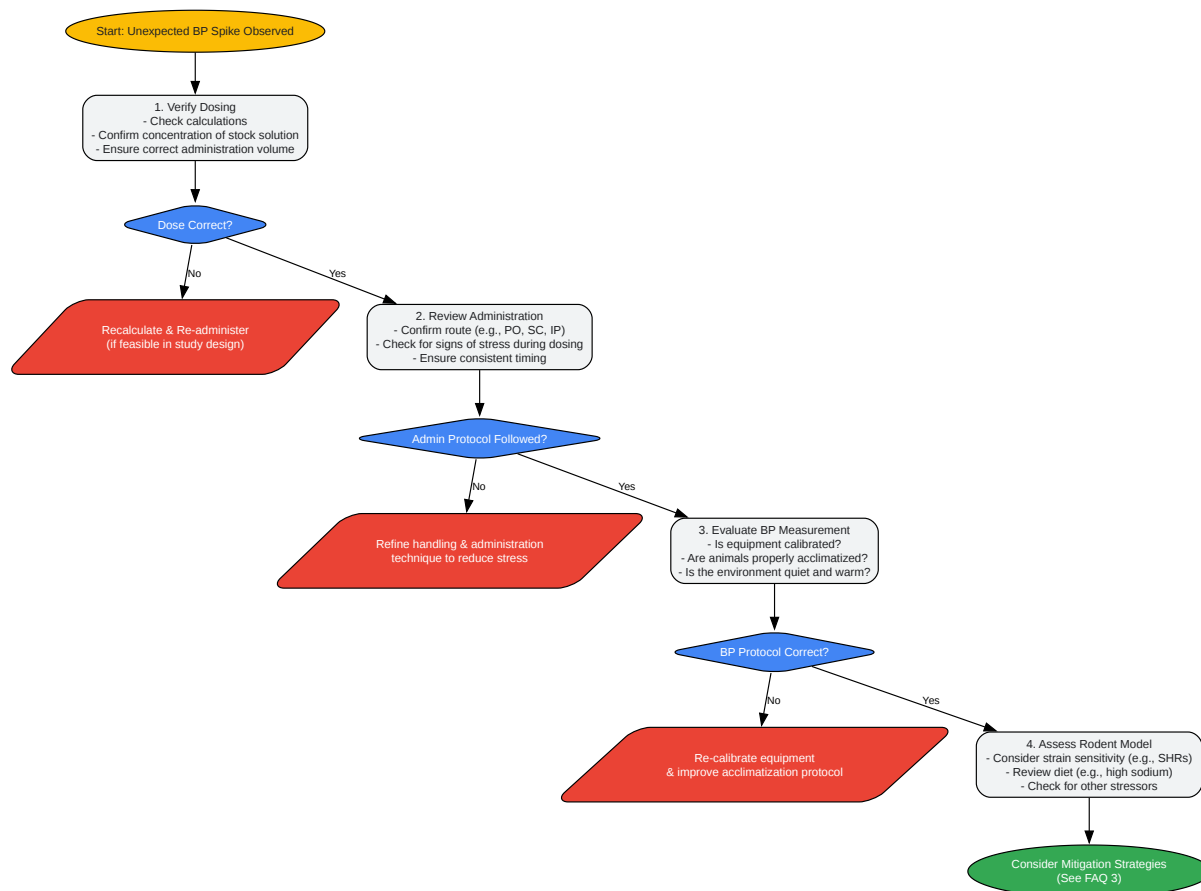 Start: Unexpected BP Spike Observed
1. Verify Dosing
- Check calculations
- Confirm concentration of stock solution
- Ensure correct administration volume
Dose Correct?
No
Yes
Recalculate & Re-administer
(if feasible in study design)
2. Review Administration
- Confirm route (e.g., PO, SC, IP)
- Check for signs of stress during dosing
- Ensure consistent timing
Admin Protocol Followed?
No
Yes
Refine handling & administration
technique to reduce stress
3. Evaluate BP Measurement
- Is equipment calibrated?
- Are animals properly acclimatized?
- Is the environment quiet and warm?
BP Protocol Correct?
No
Yes
Re-calibrate equipment
& improve acclimatization protocol
4. Assess Rodent Model
- Consider strain sensitivity (e.g., SHRs)
- Review diet (e.g., high sodium)
- Check for other stressors
Consider Mitigation Strategies
(See FAQ 3)